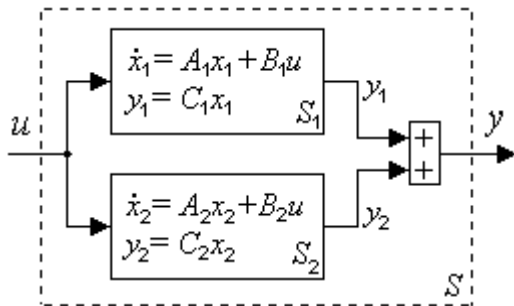 ẋ₁= A₁x₁+B₁u
y₁= C₁x₁
S₁
y₁
u
+
+
y
ẋ₂= A₂x₂+B₂u
y₂= C₂x₂
S₂
y₂
S